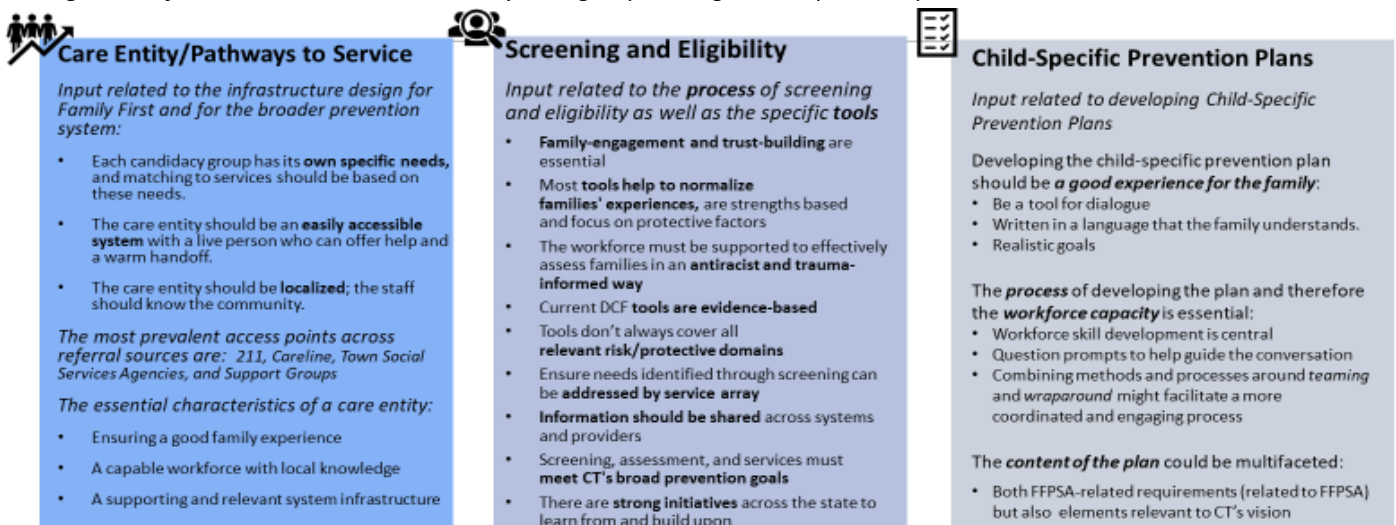 Care Entity/Pathways to Service
Input related to the infrastructure design for
Family First and for the broader prevention
system:
• Each candidacy group has its own specific needs,
and matching to services should be based on
these needs.
• The care entity should be an easily accessible
system with a live person who can offer help and
a warm handoff.
• The care entity should be localized; the staff
should know the community.
The most prevalent access points across
referral sources are: 211, Careline, Town Social
Services Agencies, and Support Groups
The essential characteristics of a care entity:
• Ensuring a good family experience
• A capable workforce with local knowledge
• A supporting and relevant system infrastructure
Screening and Eligibility
Input related to the process of screening
and eligibility as well as the specific tools
• Family-engagement and trust-building are
essential
• Most tools help to normalize
families' experiences, are strengths based
and focus on protective factors
• The workforce must be supported to effectively
assess families in an antiracist and trauma-
informed way
• Current DCF tools are evidence-based
• Tools don't always cover all
relevant risk/protective domains
• Ensure needs identified through screening can
be addressed by service array
• Information should be shared across systems
and providers
• Screening, assessment, and services must
meet CT's broad prevention goals
• There are strong initiatives across the state to
learn from and build upon
Child-Specific Prevention Plans
Input related to developing Child-Specific
Prevention Plans
Developing the child-specific prevention plan
should be a good experience for the family:
• Be a tool for dialogue
• Written in a language that the family understands.
• Realistic goals
The process of developing the plan and therefore
the workforce capacity is essential:
• Workforce skill development is central
• Question prompts to help guide the conversation
• Combining methods and processes around teaming
and wraparound might facilitate a more
coordinated and engaging process
The content of the plan could be multifaceted:
• Both FFPSA-related requirements (related to FFPSA)
but also elements relevant to CT's vision